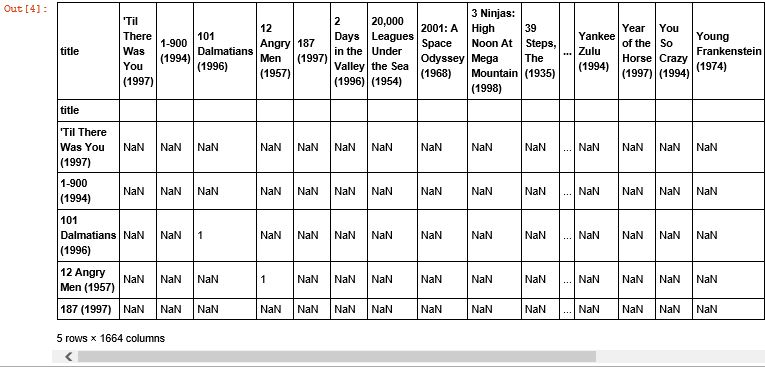 Out[4]:
title
'Til
There
Was
You
(1997)
1-900
(1994)
101
Dalmatians
(1996)
12
Angry
Men
(1957)
187
(1997)
2
Days
in the
Valley
(1996)
20,000
Leagues
Under
the Sea
(1954)
2001: A
Space
Odyssey
(1968)
3 Ninjas:
High
Noon At
Mega
Mountain
(1998)
39
Steps,
The
(1935)
...
Yankee
Zulu
(1994)
Year
of the
Horse
(1997)
You
So
Crazy
(1994)
Young
Frankenstein
(1974)
title
'Til There
Was You
(1997)
NaN NaN NaN NaN NaN NaN NaN NaN NaN NaN ... NaN NaN NaN NaN
1-900
(1994)
NaN NaN NaN NaN NaN NaN NaN NaN NaN NaN ... NaN NaN NaN NaN
101
Dalmatians
(1996)
NaN NaN 1 NaN NaN NaN NaN NaN NaN NaN ... NaN NaN NaN NaN
12 Angry
Men (1957)
NaN NaN NaN 1 NaN NaN NaN NaN NaN NaN ... NaN NaN NaN NaN
187 (1997) NaN NaN NaN NaN NaN NaN NaN NaN NaN NaN ... NaN NaN NaN NaN
5 rows × 1664 columns